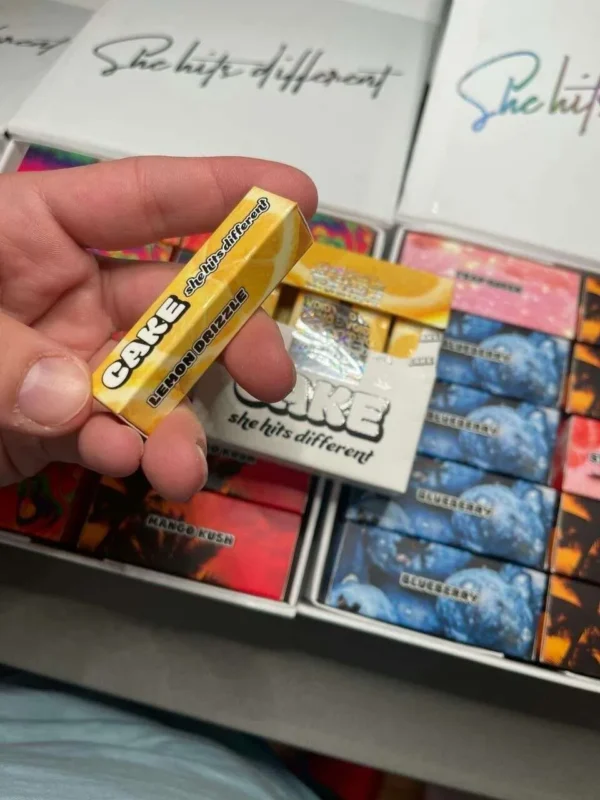 She hits different
She hit
CAKE
she hits different
LEMON DRIZZLE
CAKE
she hits different
MANGO KUSH
BLUEBERRY
BLUEBERRY
BLUEBERRY
BLUEBERRY